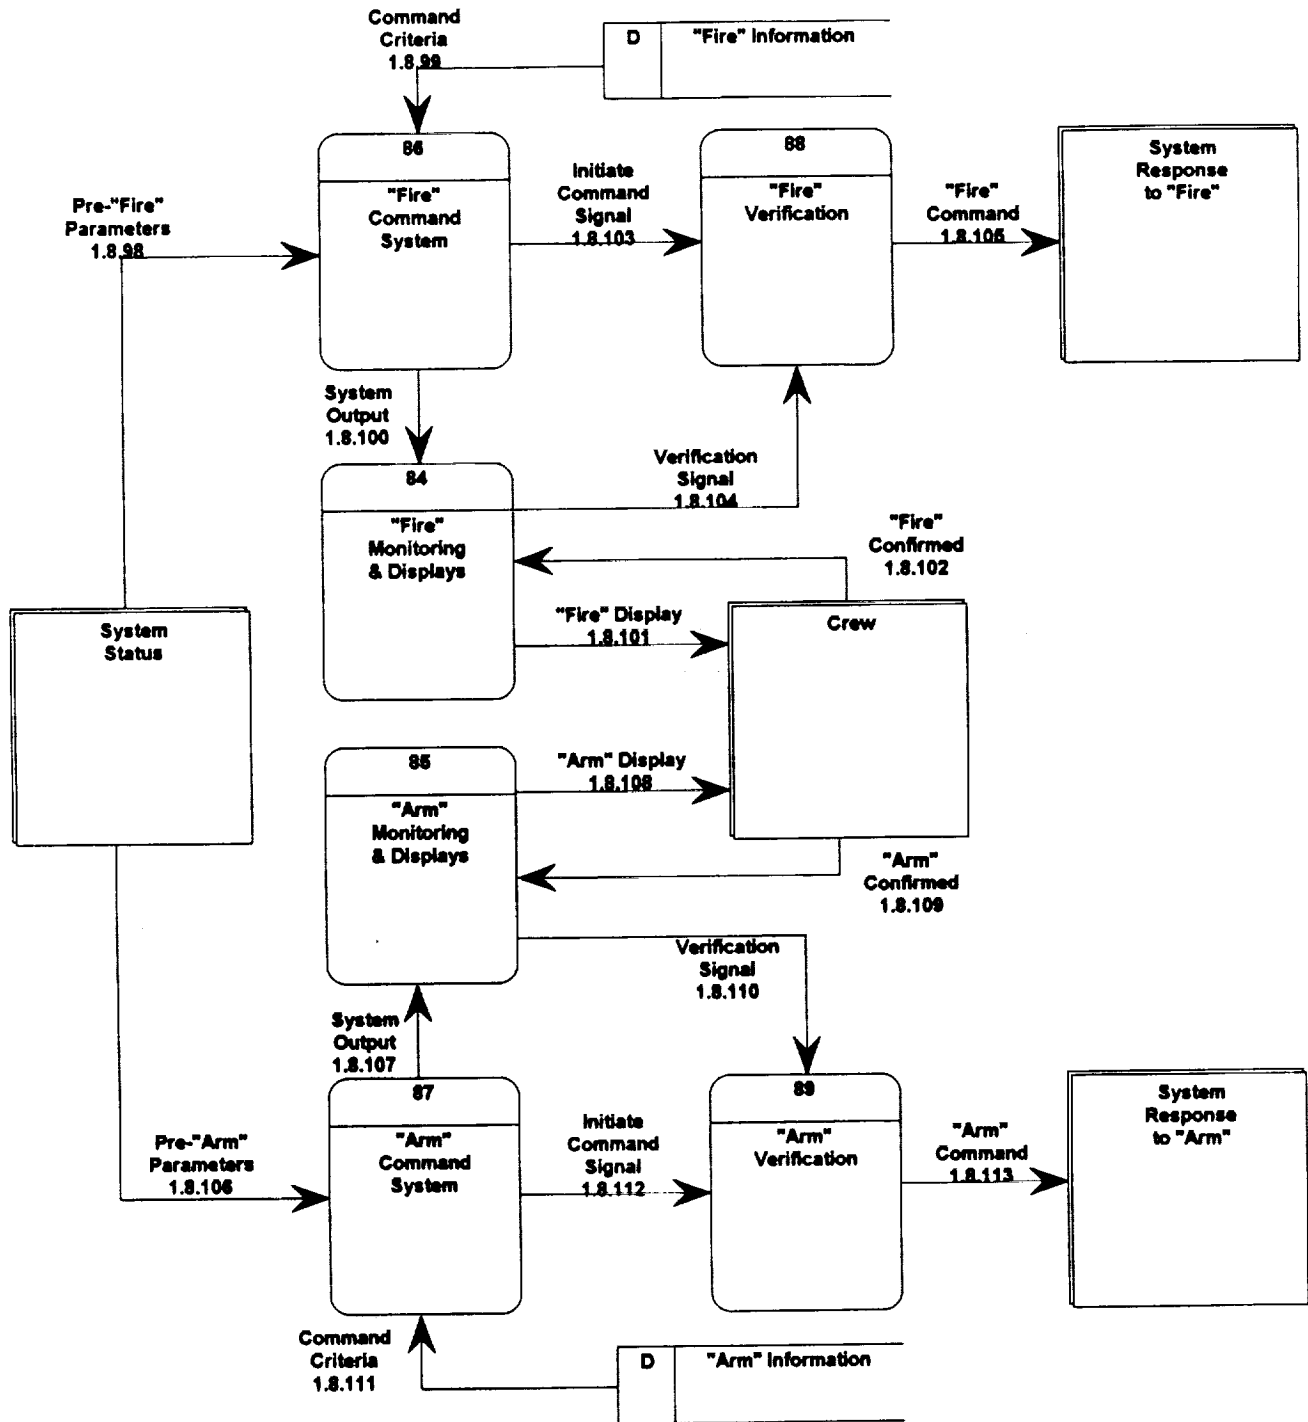 Command
Criteria
1.8.99
D
"Fire" Information
86
"Fire"
Command
System
Initiate
Command
Signal
1.8.103
88
"Fire"
Verification
"Fire"
Command
1.8.105
System
Response
to "Fire"
Pre-"Fire"
Parameters
1.8.98
System
Output
1.8.100
84
"Fire"
Monitoring
& Displays
Verification
Signal
1.8.104
"Fire"
Confirmed
1.8.102
"Fire" Display
1.8.101
Crew
System
Status
85
"Arm"
Monitoring
& Displays
"Arm" Display
1.8.108
"Arm"
Confirmed
1.8.109
Verification
Signal
1.8.110
System
Output
1.8.107
87
"Arm"
Command
System
Pre-"Arm"
Parameters
1.8.106
Initiate
Command
Signal
1.8.112
89
"Arm"
Verification
"Arm"
Command
1.8.113
System
Response
to "Arm"
Command
Criteria
1.8.111
D
"Arm" Information